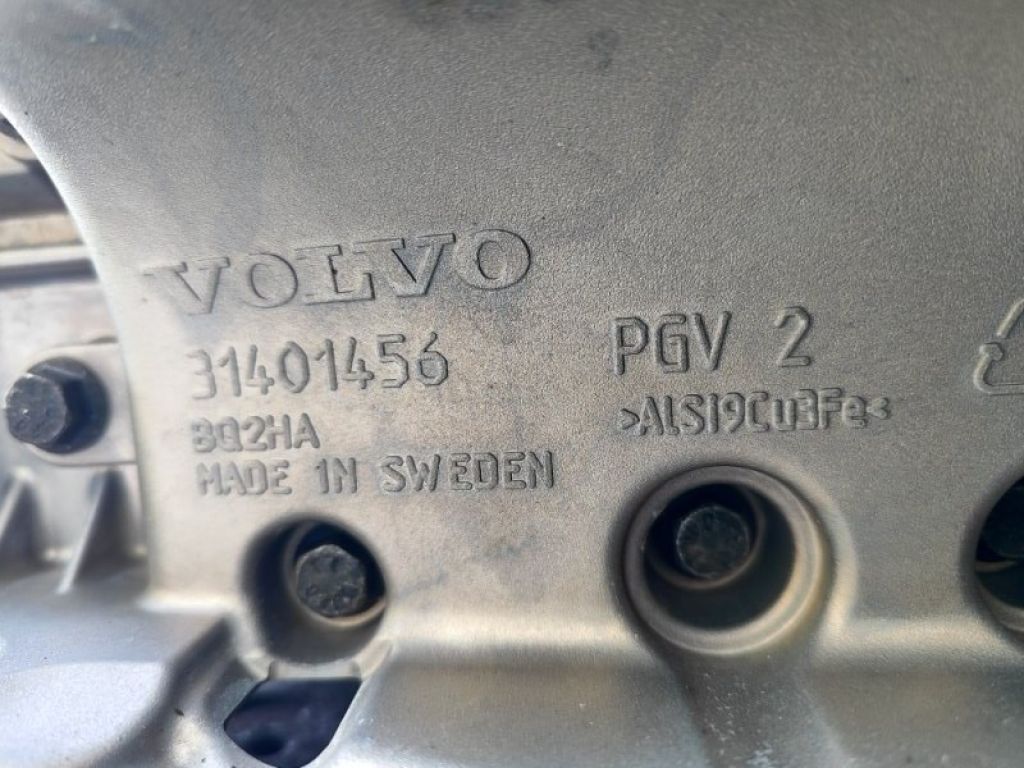 VOLVO
31401456
BQ2HA
MADE IN SWEDEN
PGV 2
>AlSi9Cu3Fe<